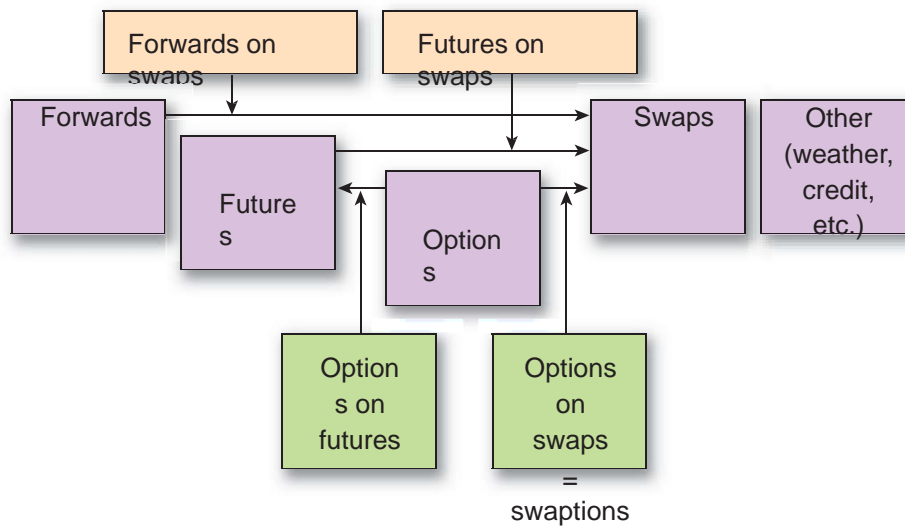 Forwards on
swaps
Futures on
swaps
Forwards
Swaps
Other
(weather,
credit,
etc.)
Future
s
Option
s
Option
s on
futures
Options
on
swaps
=
swaptions